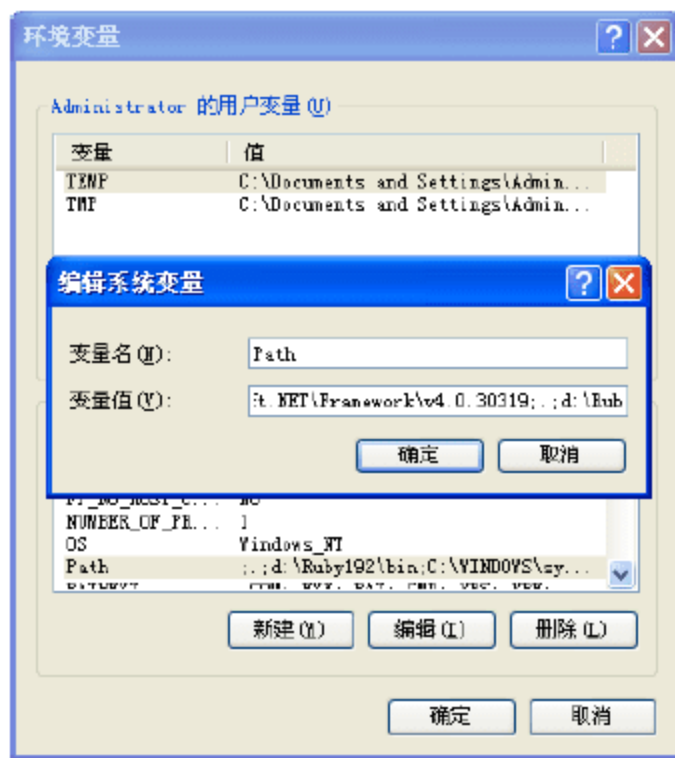 环境变量
Administrator 的用户变量(U)
变量 值
TEMP C:\Documents and Settings\Admin...
TMP C:\Documents and Settings\Admin...
编辑系统变量
变量名(N): Path
变量值(V): Et.NET\Framework\v4.0.30319;.;d:\Rub
确定 取消
NO
NUMBER_OF_PR... 1
OS Windows_NT
Path ;.;d:\Ruby192\bin;C:\WINDOWS\sy...
新建(W) 编辑(I) 删除(L)
确定 取消